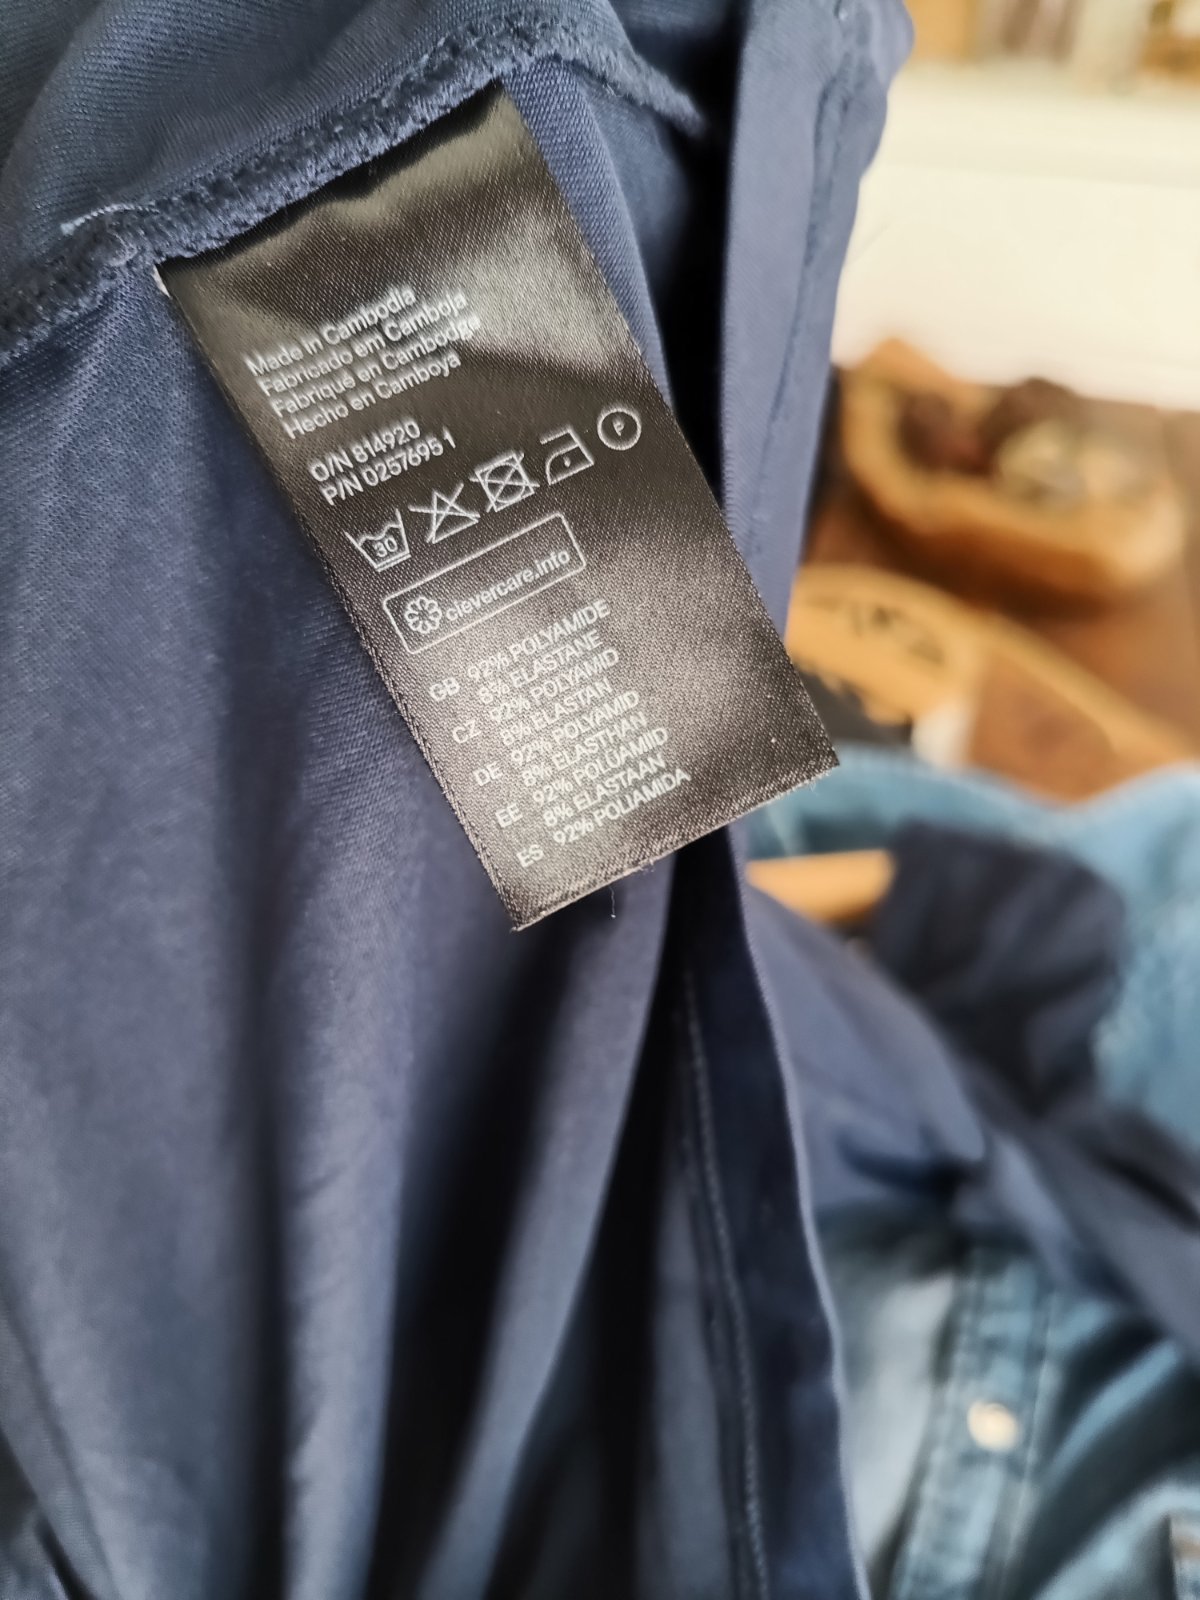 Made in Cambodia
Fabricado em Camboja
Fabriqué en Cambodge
Hecho en Camboya
O/N 814920
P/N 0257695 1
30
P
clevercare.info
GB 92% POLYAMIDE
8% ELASTANE
CZ 92% POLYAMID
8% ELASTAN
DE 92% POLYAMID
8% ELASTHAN
EE 92% POLUAMIID
8% ELASTAAN
ES 92% POLIAMIDA